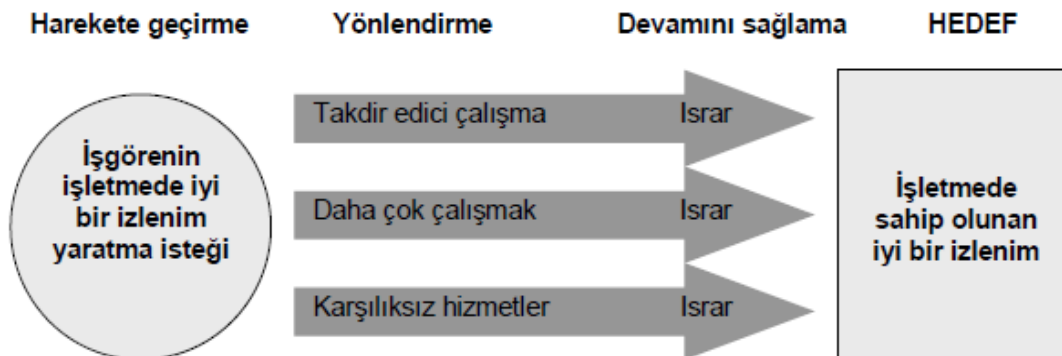 Harekete geçirme
Yönlendirme
Devamını sağlama
HEDEF
İşgörenin
işletmede iyi
bir izlenim
yaratma isteği
Takdir edici çalışma
Israr
Daha çok çalışmak
Israr
Karşılıksız hizmetler
Israr
İşletmede
sahip olunan
iyi bir izlenim